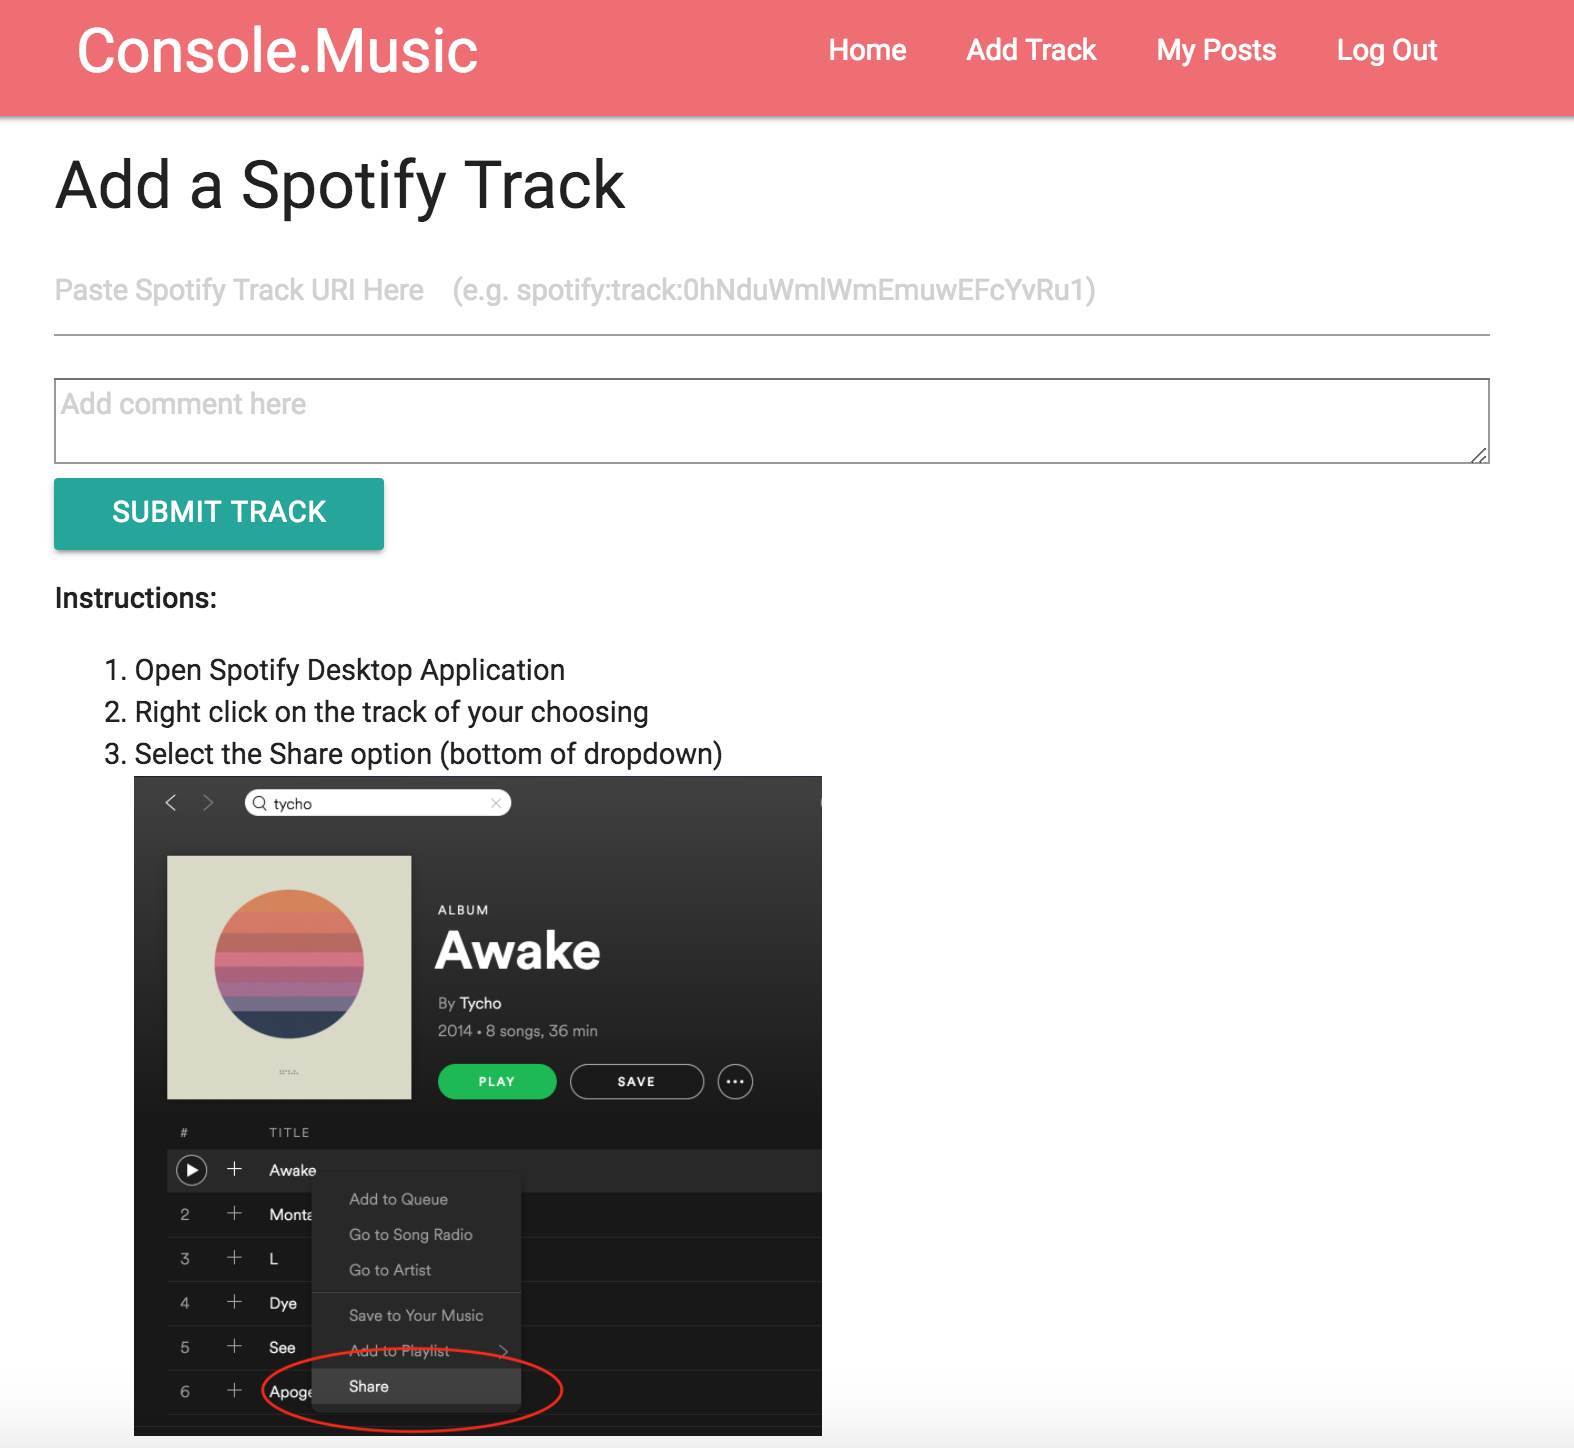 Console.Music
Home Add Track My Posts Log Out
Add a Spotify Track
Paste Spotify Track URI Here (e.g. spotify:track:0hNduWmlWmEmuwEFcYvRu1)
Add comment here
SUBMIT TRACK
Instructions:
1. Open Spotify Desktop Application
2. Right click on the track of your choosing
3. Select the Share option (bottom of dropdown)
tycho
ALBUM
Awake
By Tycho
2014 • 8 songs, 36 min
PLAY SAVE
# TITLE
Awake
Add to Queue
2 Monta
Go to Song Radio
3 L
Go to Artist
4 Dye
Save to Your Music
5 See
Add to Playlist
6 Apoge
Share